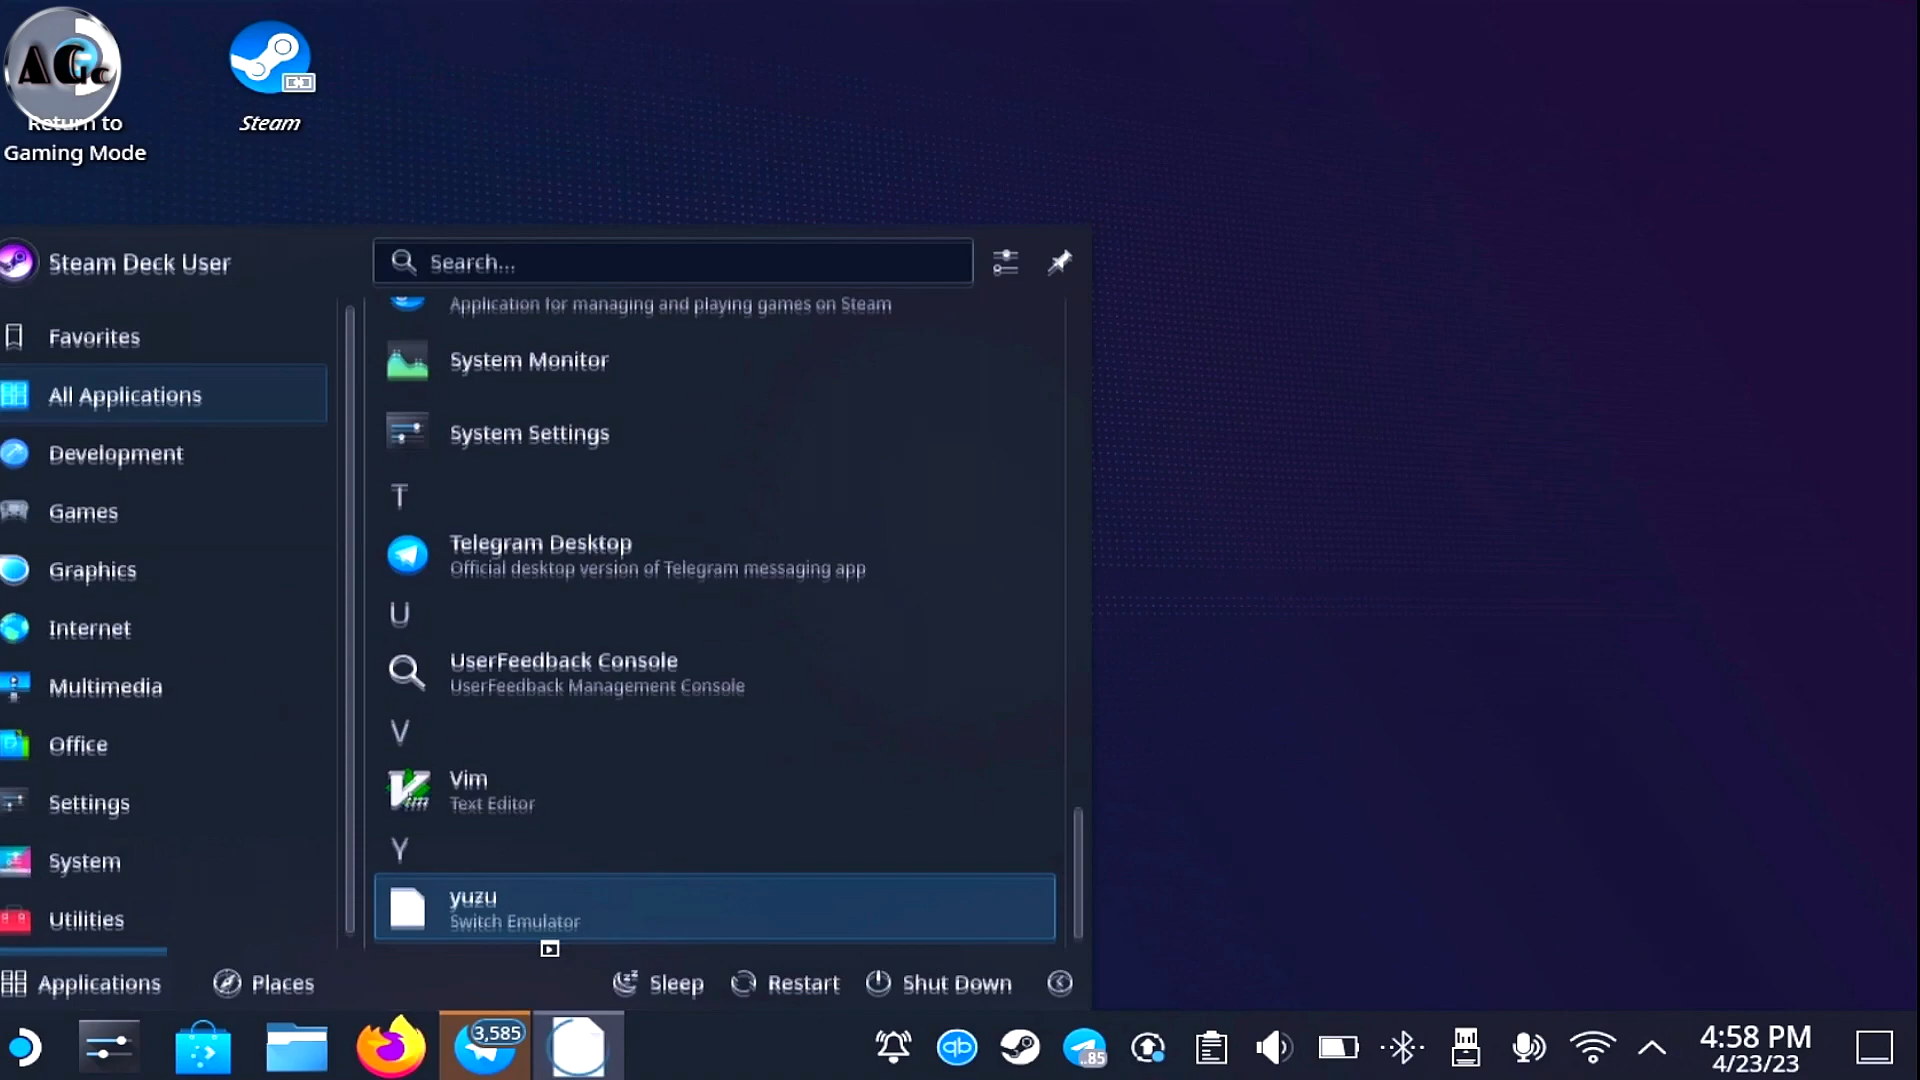 AGic
Return to
Gaming Mode
Steam
Steam Deck User
Search...
Favorites
All Applications
Development
Games
Graphics
Internet
Multimedia
Office
Settings
System
Utilities
Application for managing and playing games on Steam
System Monitor
System Settings
T
Telegram Desktop
Official desktop version of Telegram messaging app
U
UserFeedback Console
UserFeedback Management Console
V
Vim
Text Editor
Y
yuzu
Switch Emulator
Applications
Places
Sleep
Restart
Shut Down
3,585
qb
..85
4:58 PM
4/23/23